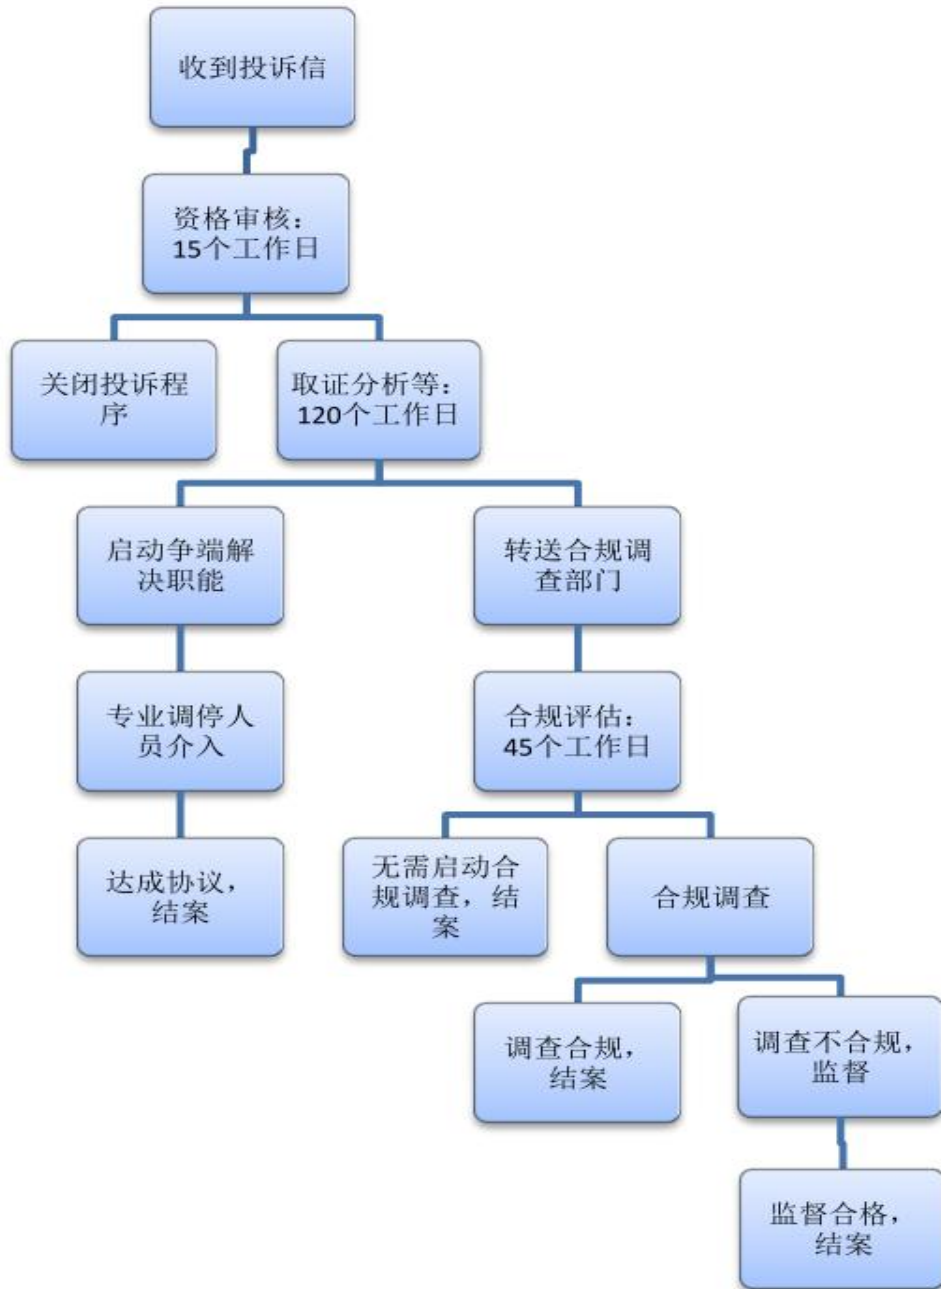 收到投诉信
资格审核：
15个工作日
关闭投诉程
序
取证分析等：
120个工作日
启动争端解
决职能
转送合规调
查部门
专业调停人
员介入
合规评估：
45个工作日
达成协议，
结案
无需启动合
规调查，结
案
合规调查
调查合规，
结案
调查不合规，
监督
监督合格，
结案